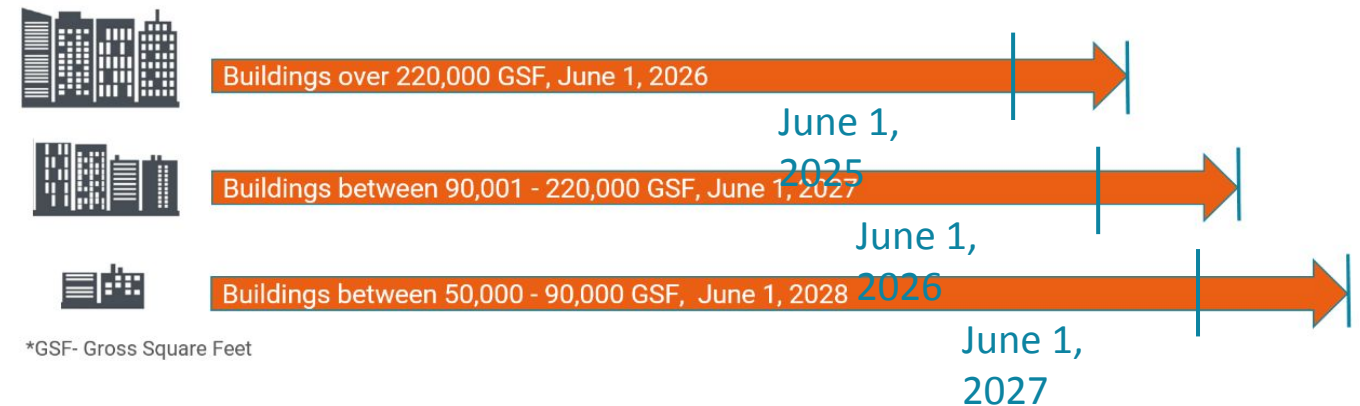 Buildings over 220,000 GSF, June 1, 2026
June 1,
2025
Buildings between 90,001 - 220,000 GSF, June 1, 2027
June 1,
2026
Buildings between 50,000 - 90,000 GSF, June 1, 2028
June 1,
2027
*GSF- Gross Square Feet